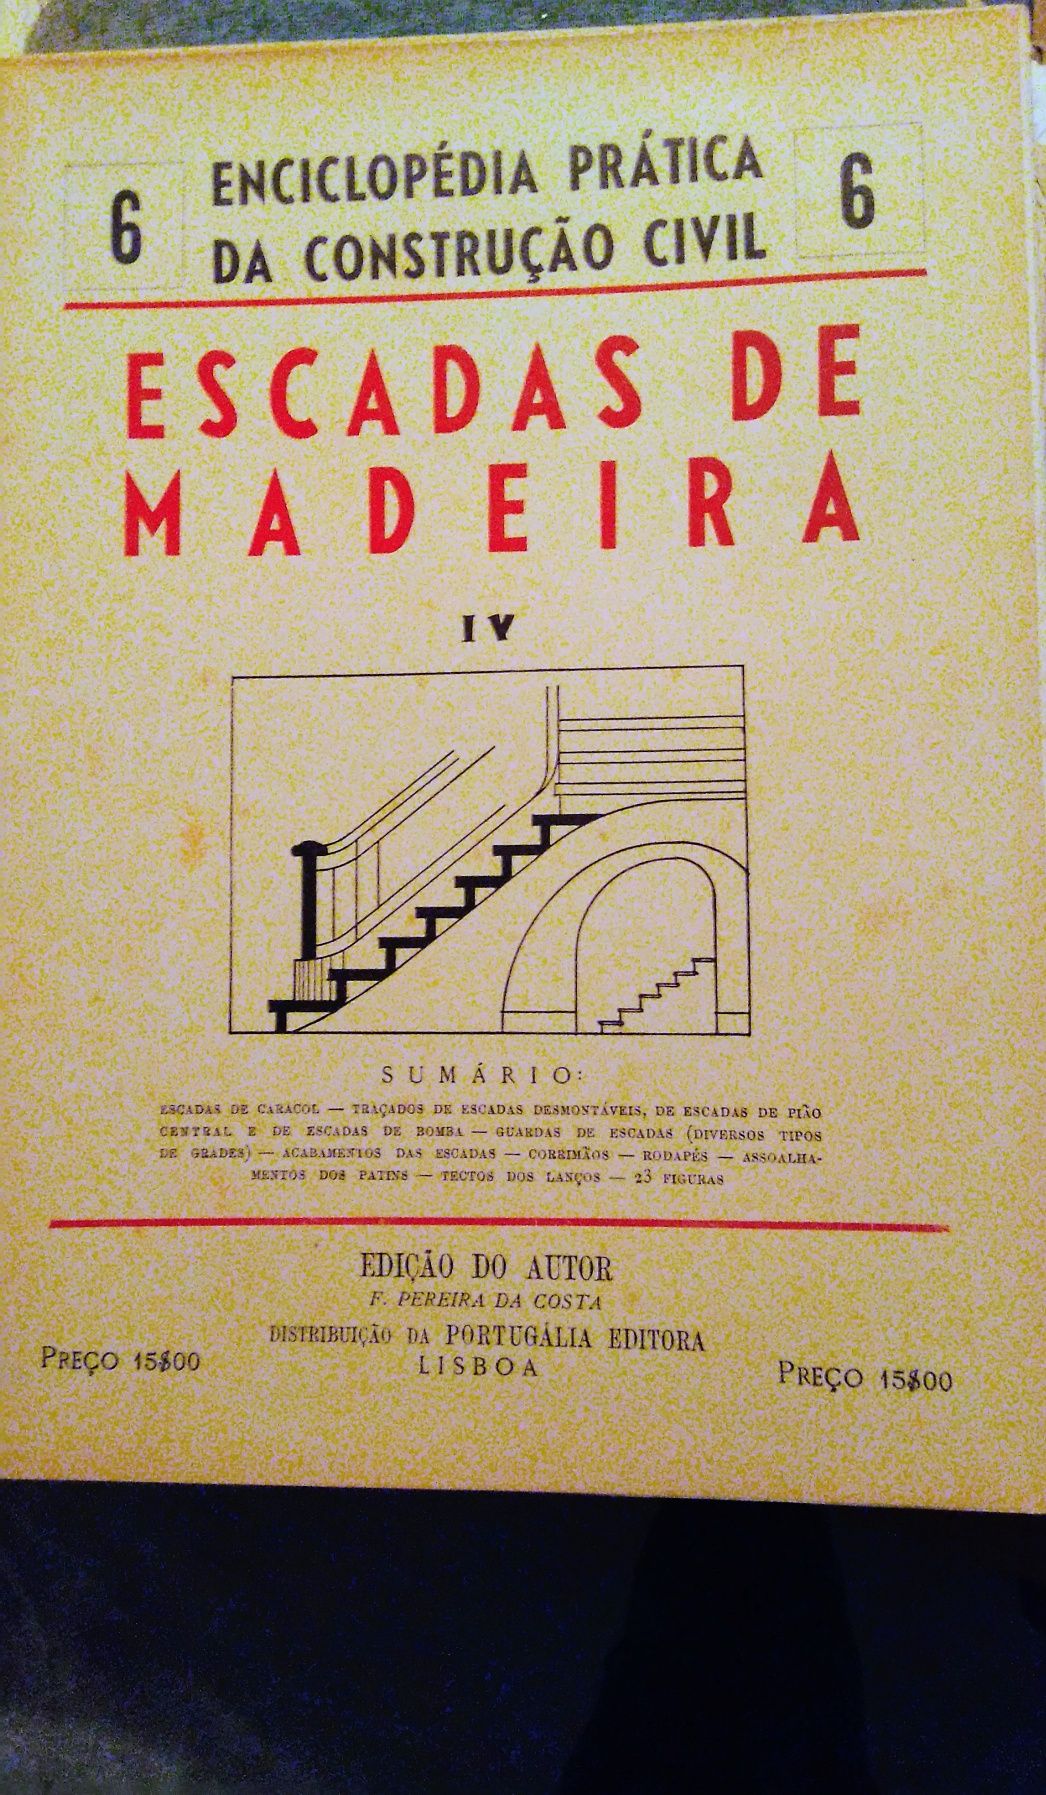 6 ENCICLOPÉDIA PRÁTICA 6
DA CONSTRUÇÃO CIVIL
ESCADAS DE
MADEIRA
IV
SUMÁRIO:
ESCADAS DE CARACOL — TRAÇADOS DE ESCADAS DESMONTÁVEIS, DE ESCADAS DE PIÃO
CENTRAL E DE ESCADAS DE BOMBA — GUARDAS DE ESCADAS (DIVERSOS TIPOS
DE GRADES) — ACABAMENTOS DAS ESCADAS — CORRIMÃOS — RODAPÉS — ASSOALHA-
MENTOS DOS PATINS — TECTOS DOS LANÇOS — 23 FIGURAS
EDIÇÃO DO AUTOR
F. PEREIRA DA COSTA
DISTRIBUIÇÃO DA PORTUGÁLIA EDITORA
LISBOA
PREÇO 15$00
PREÇO 15$00